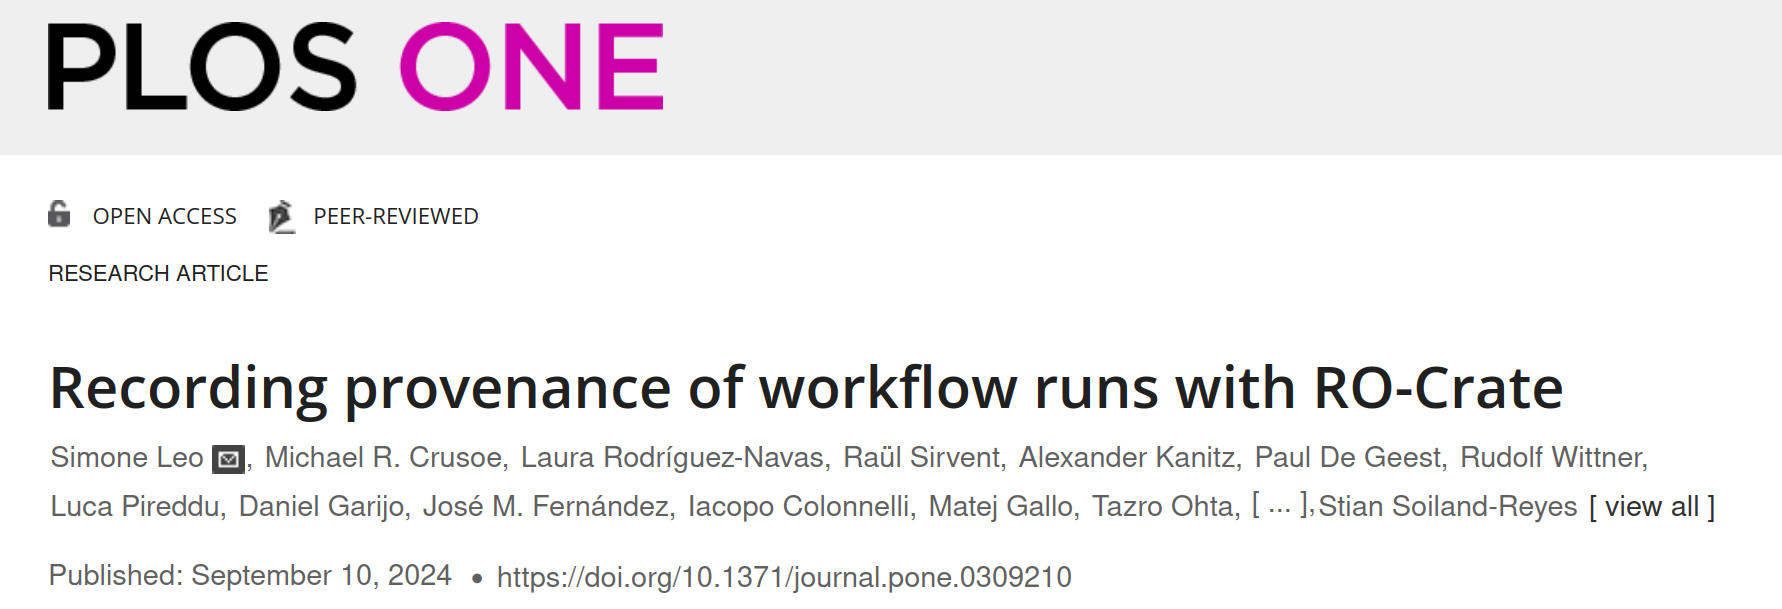 PLOS ONE
OPEN ACCESS PEER-REVIEWED
RESEARCH ARTICLE
Recording provenance of workflow runs with RO-Crate
Simone Leo , Michael R. Crusoe, Laura Rodríguez-Navas, Raül Sirvent, Alexander Kanitz, Paul De Geest, Rudolf Wittner,
Luca Pireddu, Daniel Garijo, José M. Fernández, Iacopo Colonnelli, Matej Gallo, Tazro Ohta, [ ... ],Stian Soiland-Reyes [ view all ]
Published: September 10, 2024 • https://doi.org/10.1371/journal.pone.0309210